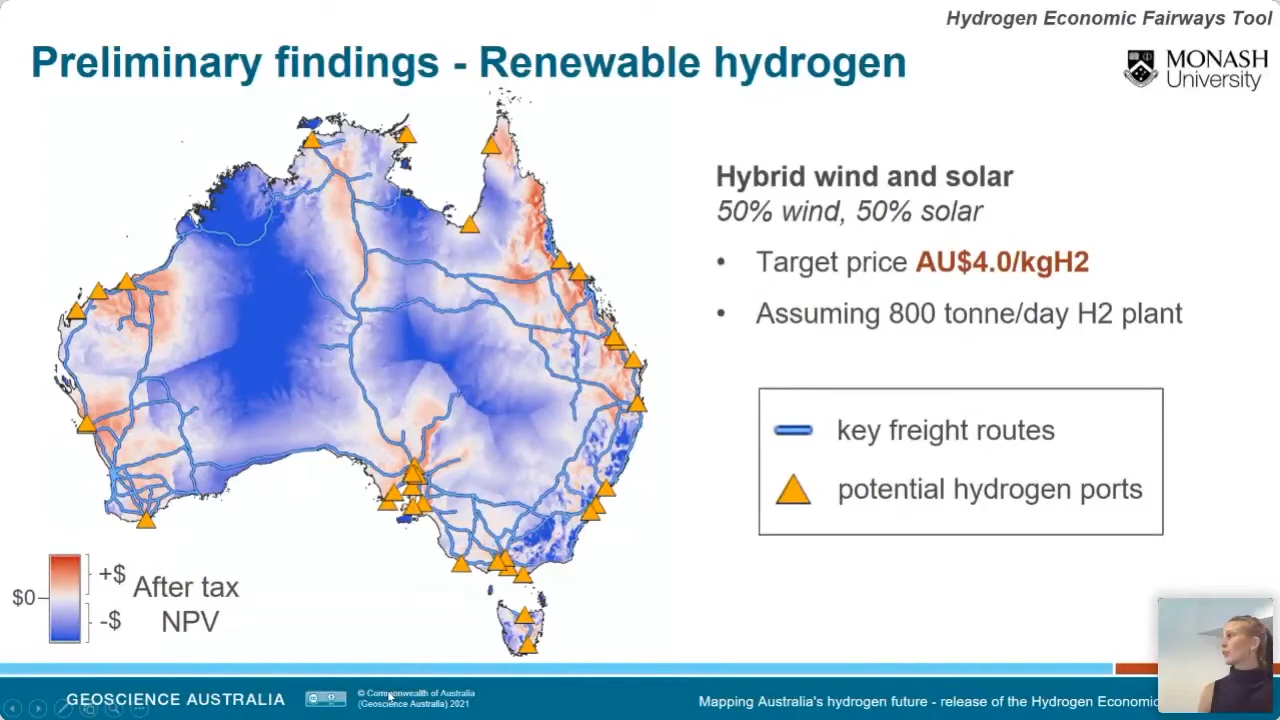 Hydrogen Economic Fairways Tool
Preliminary findings - Renewable hydrogen
MONASH
University
Hybrid wind and solar
50% wind, 50% solar
• Target price AU$4.0/kgH2
• Assuming 800 tonne/day H2 plant
key freight routes
potential hydrogen ports
+$
$0
-$
After tax
NPV
GEOSCIENCE AUSTRALIA
© Commonwealth of Australia
(Geoscience Australia) 2021
Mapping Australia's hydrogen future - release of the Hydrogen Economic